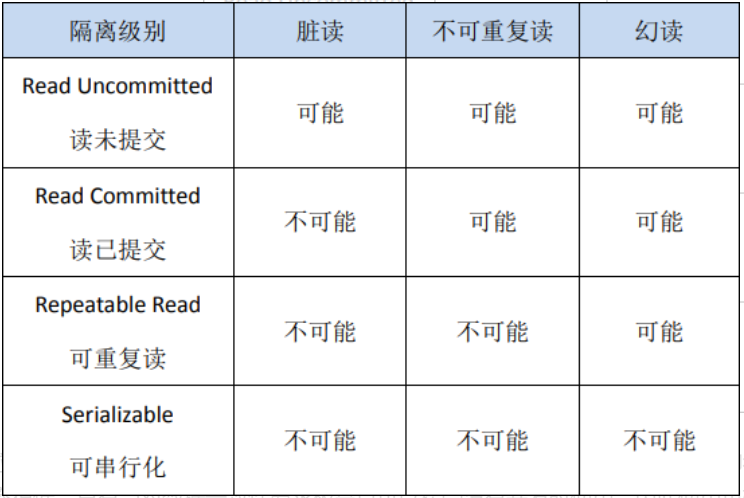 隔离级别 脏读 不可重复读 幻读
Read Uncommitted
读未提交
可能 可能 可能
Read Committed
读已提交
不可能 可能 可能
Repeatable Read
可重复读
不可能 不可能 可能
Serializable
可串行化
不可能 不可能 不可能